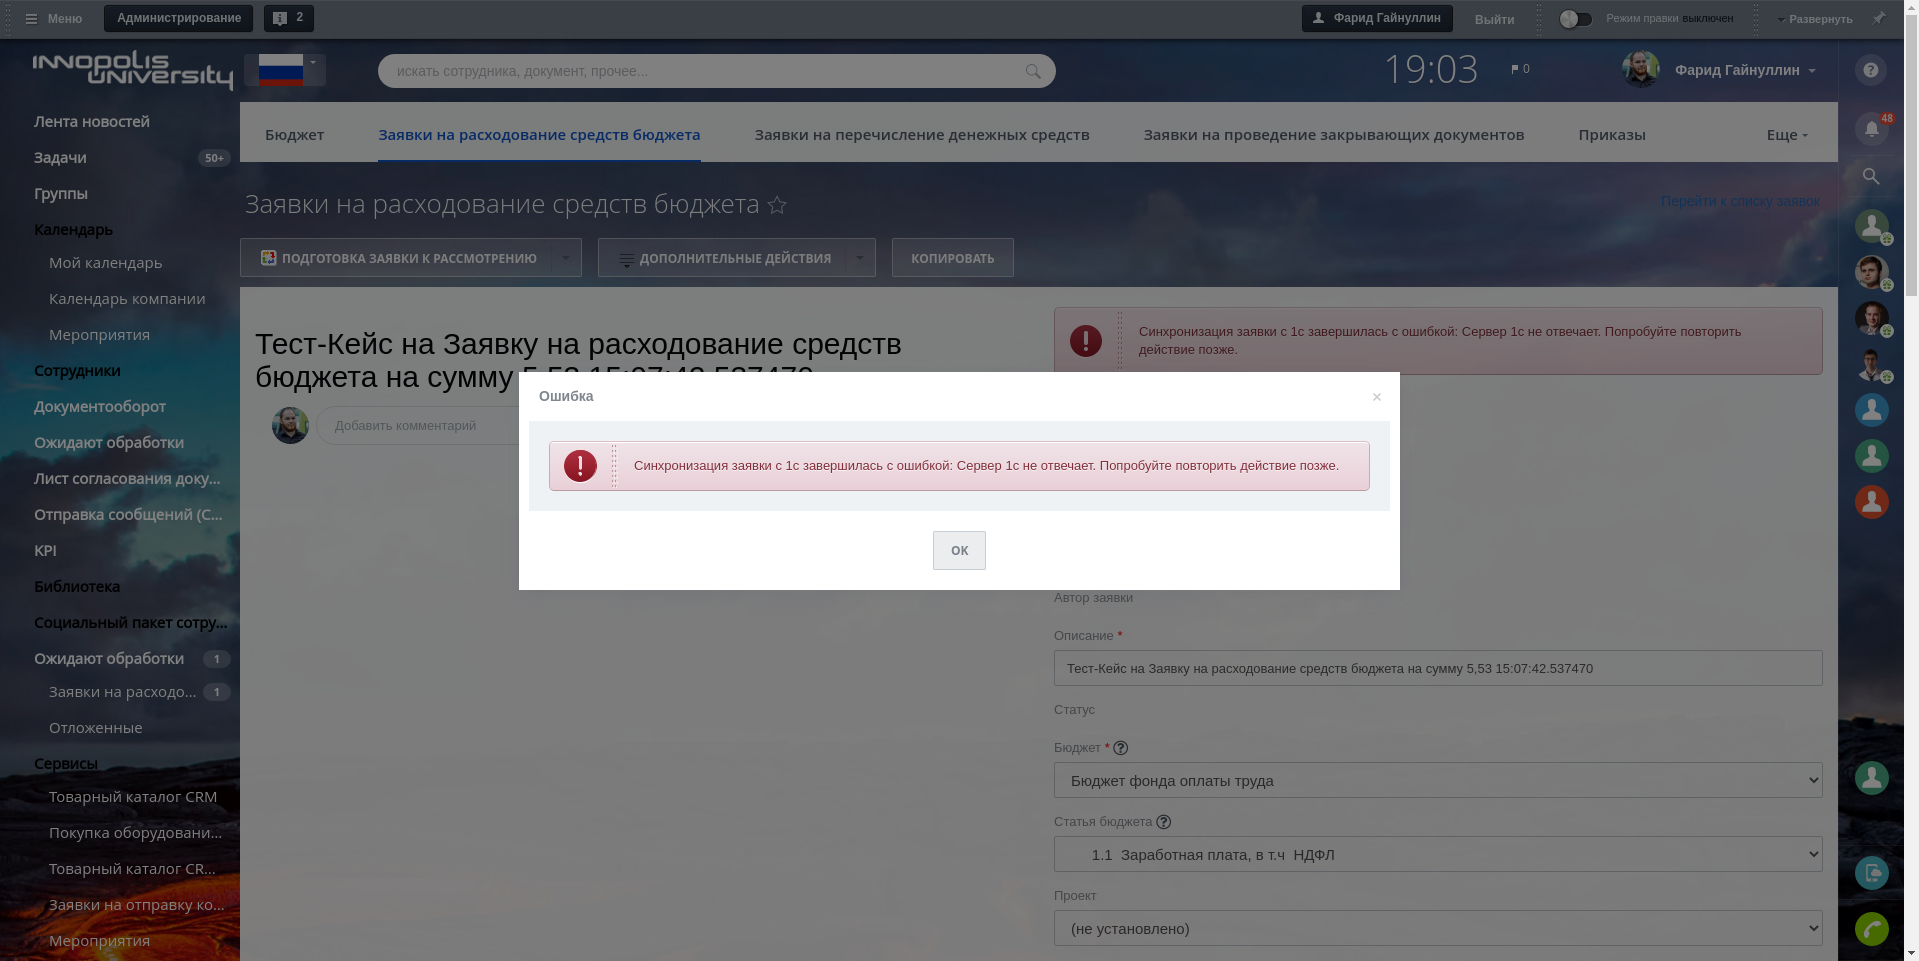 Меню
Администрирование
2
Фарид Гайнуллин
Выйти
Режим правки выключен
Развернуть
INNOPOLIS
UNIVERSITY
искать сотрудника, документ, прочее...
19:03
0
Фарид Гайнуллин
Лента новостей
Задачи
50+
Группы
Календарь
Мой календарь
Календарь компании
Мероприятия
Сотрудники
Документооборот
Ожидают обработки
Лист согласования доку...
Отправка сообщений (С...
KPI
Библиотека
Социальный пакет сотру...
Ожидают обработки
1
Заявки на расходо...
1
Отложенные
Сервисы
Товарный каталог CRM
Покупка оборудовани...
Товарный каталог CR...
Заявки на отправку ко...
Мероприятия
Бюджет
Заявки на расходование средств бюджета
Заявки на перечисление денежных средств
Заявки на проведение закрывающих документов
Приказы
Еще
48
Заявки на расходование средств бюджета
Перейти к списку заявок
ПОДГОТОВКА ЗАЯВКИ К РАССМОТРЕНИЮ
ДОПОЛНИТЕЛЬНЫЕ ДЕЙСТВИЯ
КОПИРОВАТЬ
Тест-Кейс на Заявку на расходование средств
бюджета на сумму 5,53 15:07:42.537470
Добавить комментарий
Синхронизация заявки с 1с завершилась с ошибкой: Сервер 1с не отвечает. Попробуйте повторить
действие позже.
Ошибка
×
Синхронизация заявки с 1с завершилась с ошибкой: Сервер 1с не отвечает. Попробуйте повторить действие позже.
ОК
Автор заявки
Описание *
Тест-Кейс на Заявку на расходование средств бюджета на сумму 5,53 15:07:42.537470
Статус
Бюджет * ?
Бюджет фонда оплаты труда
Статья бюджета ?
1.1 Заработная плата, в т.ч НДФЛ
Проект
(не установлено)